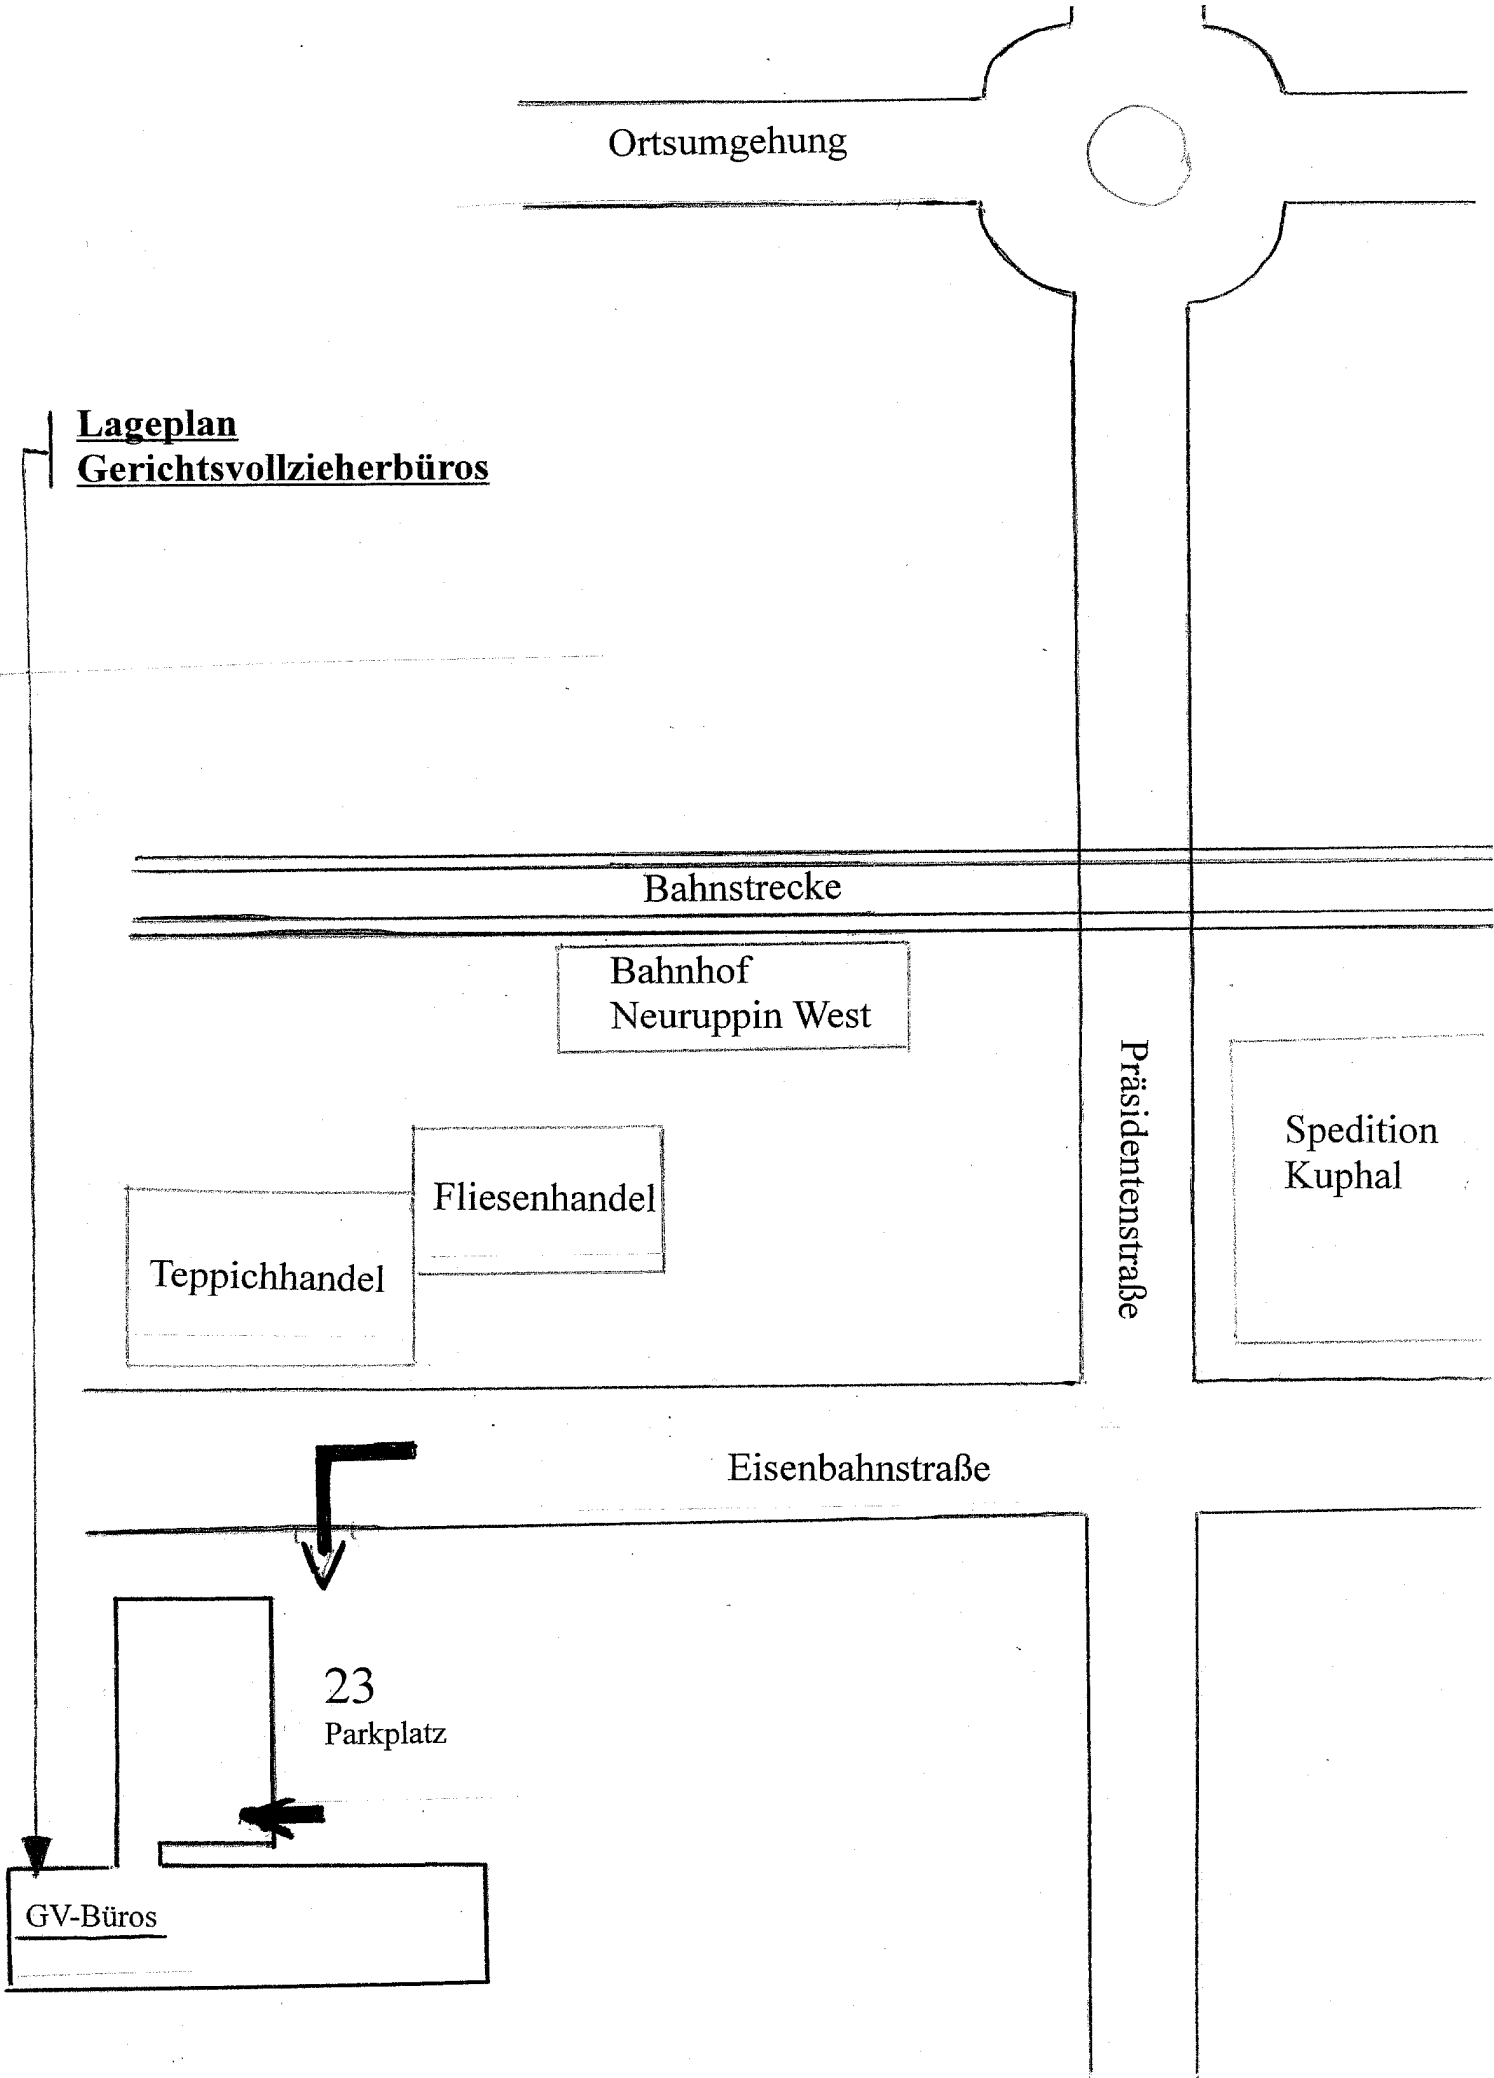 Ortsumgehung
Lageplan
Gerichtsvollzieherbüros
Bahnstrecke
Bahnhof
Neuruppin West
Präsidentenstraße
Spedition
Kuphal
Fliesenhandel
Teppichhandel
Eisenbahnstraße
23
Parkplatz
GV-Büros